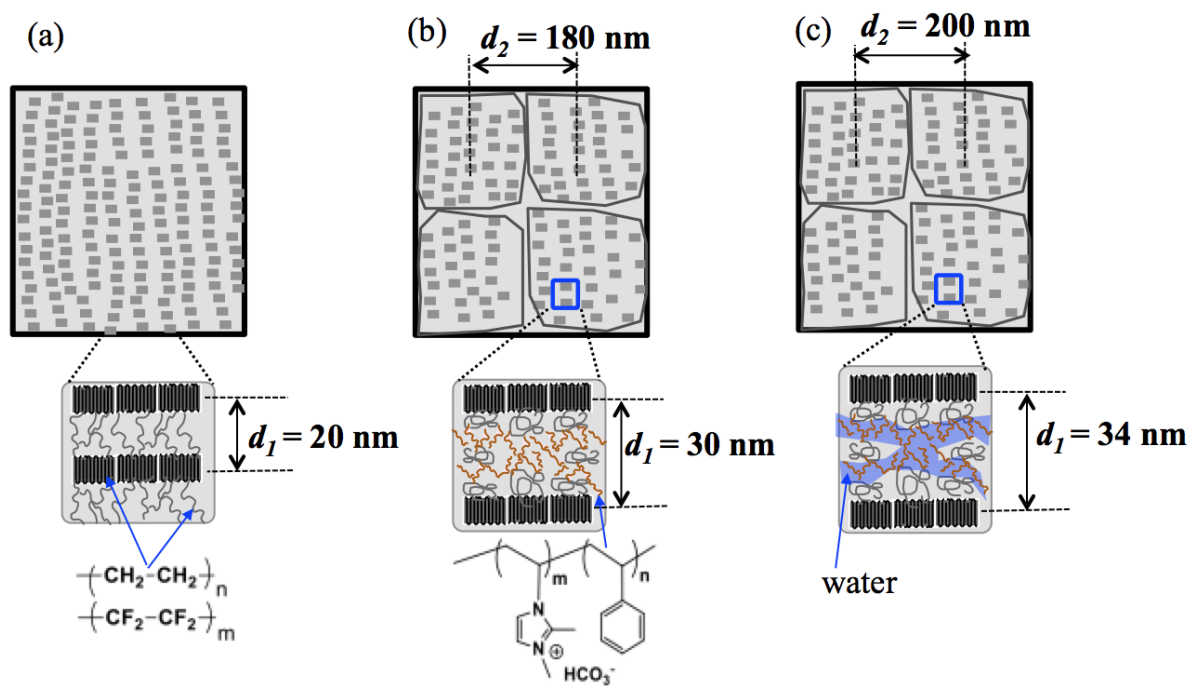 (a)
(b)
d2 = 180 nm
(c)
d2 = 200 nm
d1 = 20 nm
d1 = 30 nm
d1 = 34 nm
water
(CH2-CH2)n
(CF2-CF2)m
m
n
N
N
⊕
HCO3-